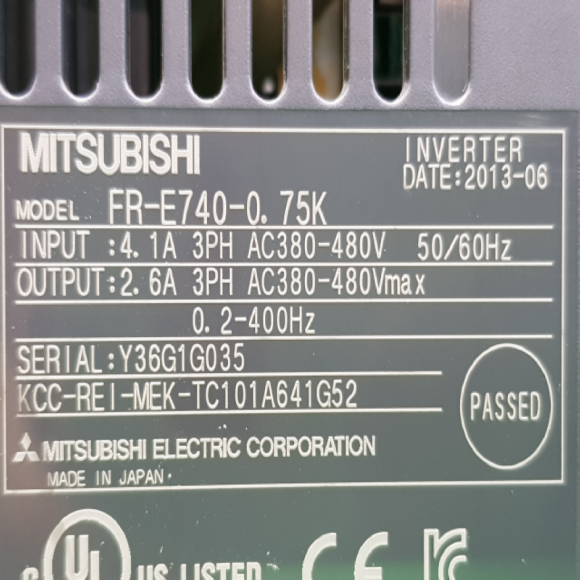 MITSUBISHI INVERTER
DATE:2013-06
MODEL FR-E740-0.75K
INPUT :4.1A 3PH AC380-480V 50/60Hz
OUTPUT:2.6A 3PH AC380-480Vmax
0.2-400Hz
SERIAL:Y36G1G035
KCC-REI-MEK-TC101A641G52
PASSED
MITSUBISHI ELECTRIC CORPORATION
MADE IN JAPAN.
c UL US LISTED CE